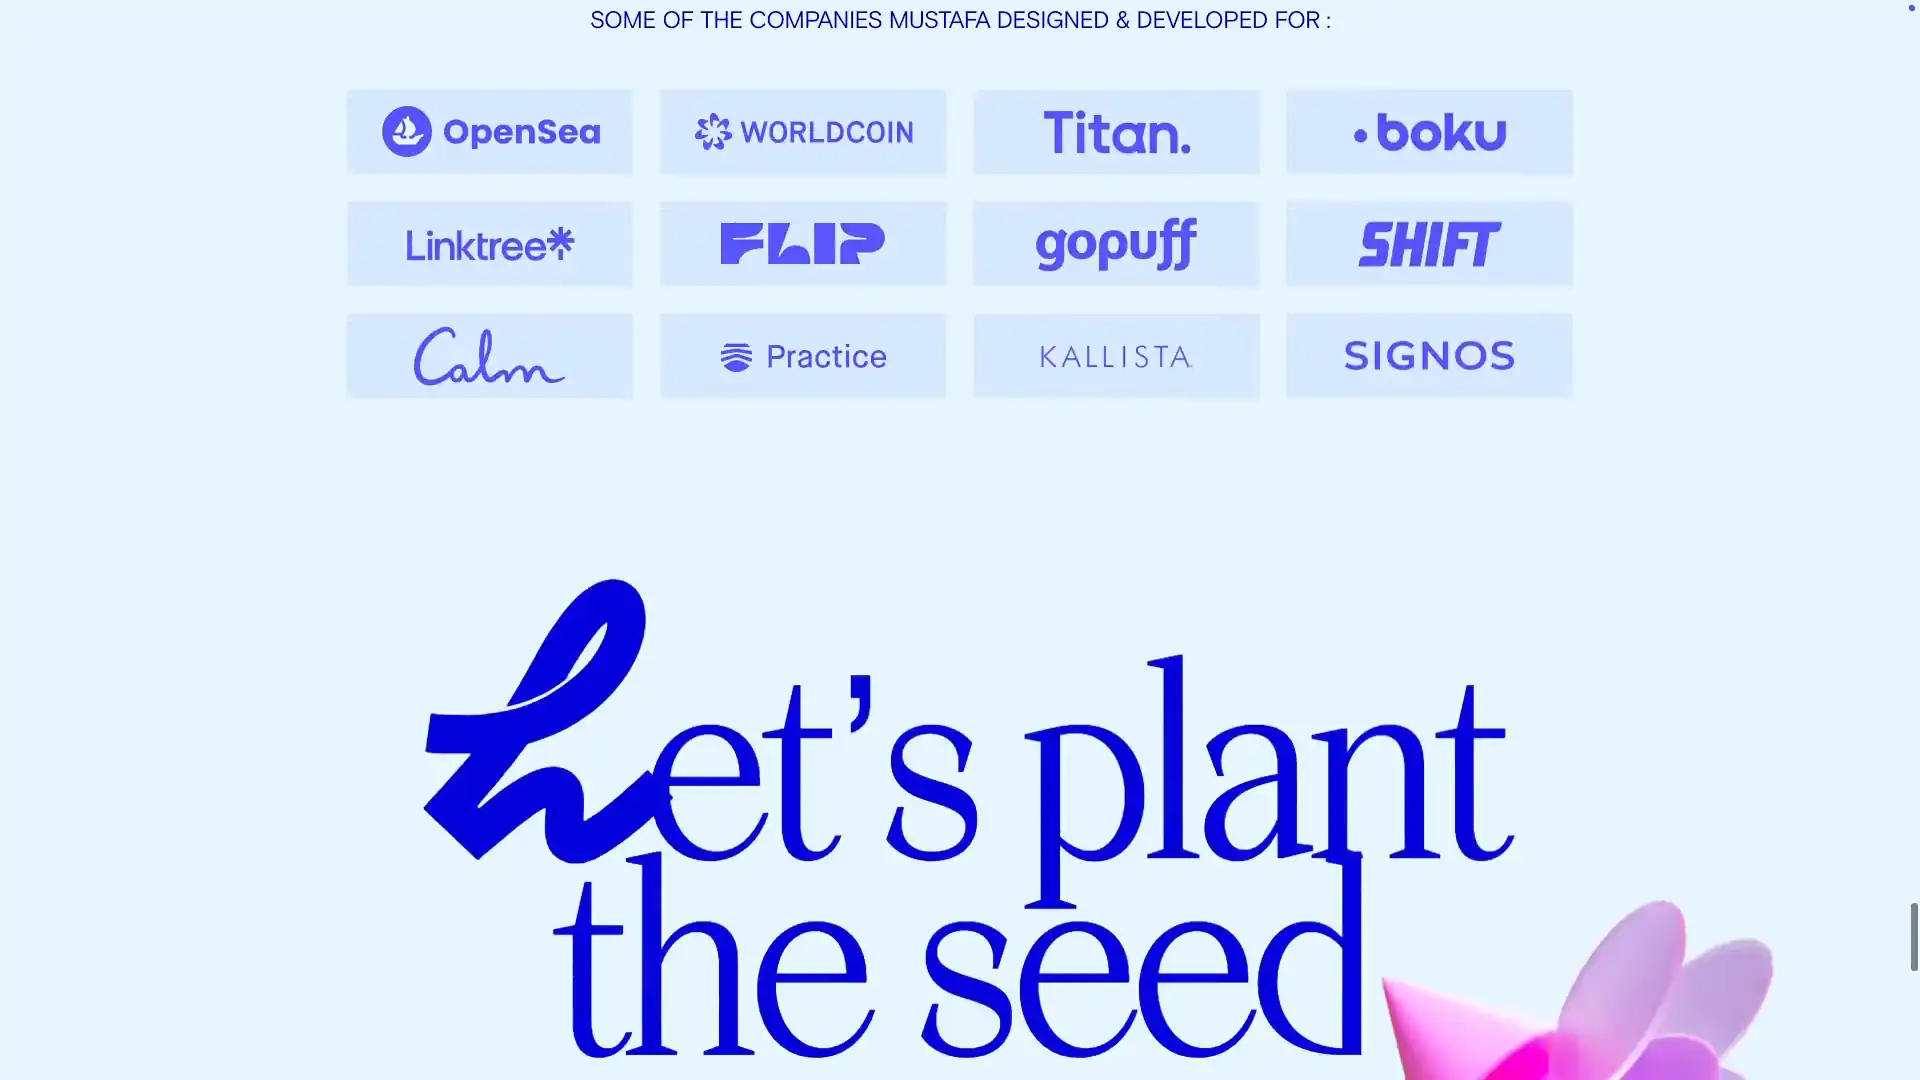 SOME OF THE COMPANIES MUSTAFA DESIGNED & DEVELOPED FOR :
OpenSea
WORLDCOIN
Titan.
boku
Linktree
FLIP
gopuff
SHIFT
Calm
Practice
KALLISTA
SIGNOS
Let’s plant
the seed